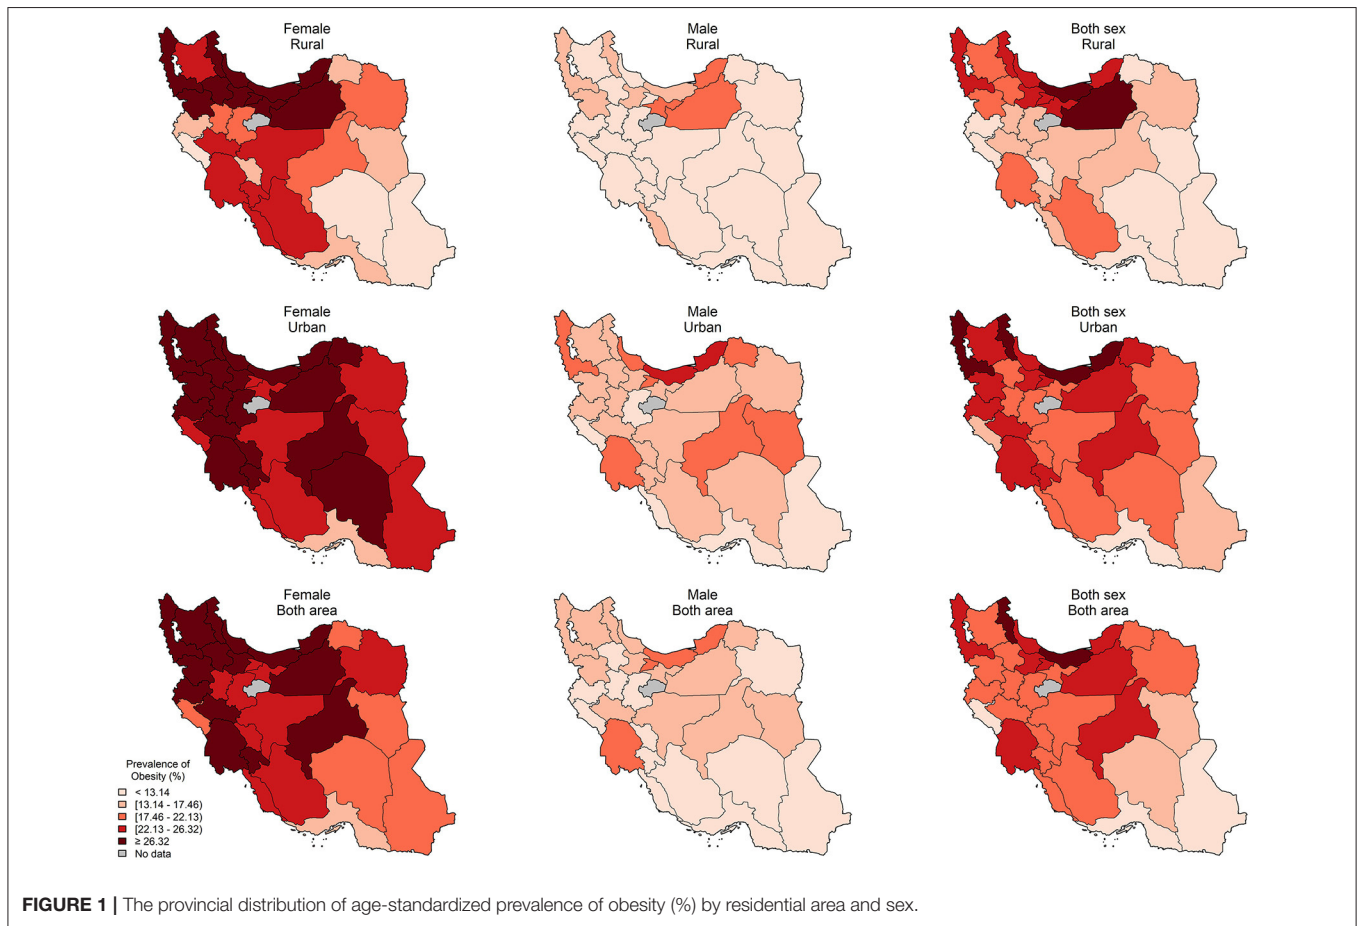 Female
Rural
Male
Rural
Both sex
Rural
Female
Urban
Male
Urban
Both sex
Urban
Female
Both area
Male
Both area
Both sex
Both area
Prevalence of
Obesity (%)
< 13.14
[13.14 - 17.46)
[17.46 - 22.13)
[22.13 - 26.32)
≥ 26.32
No data
FIGURE 1 | The provincial distribution of age-standardized prevalence of obesity (%) by residential area and sex.